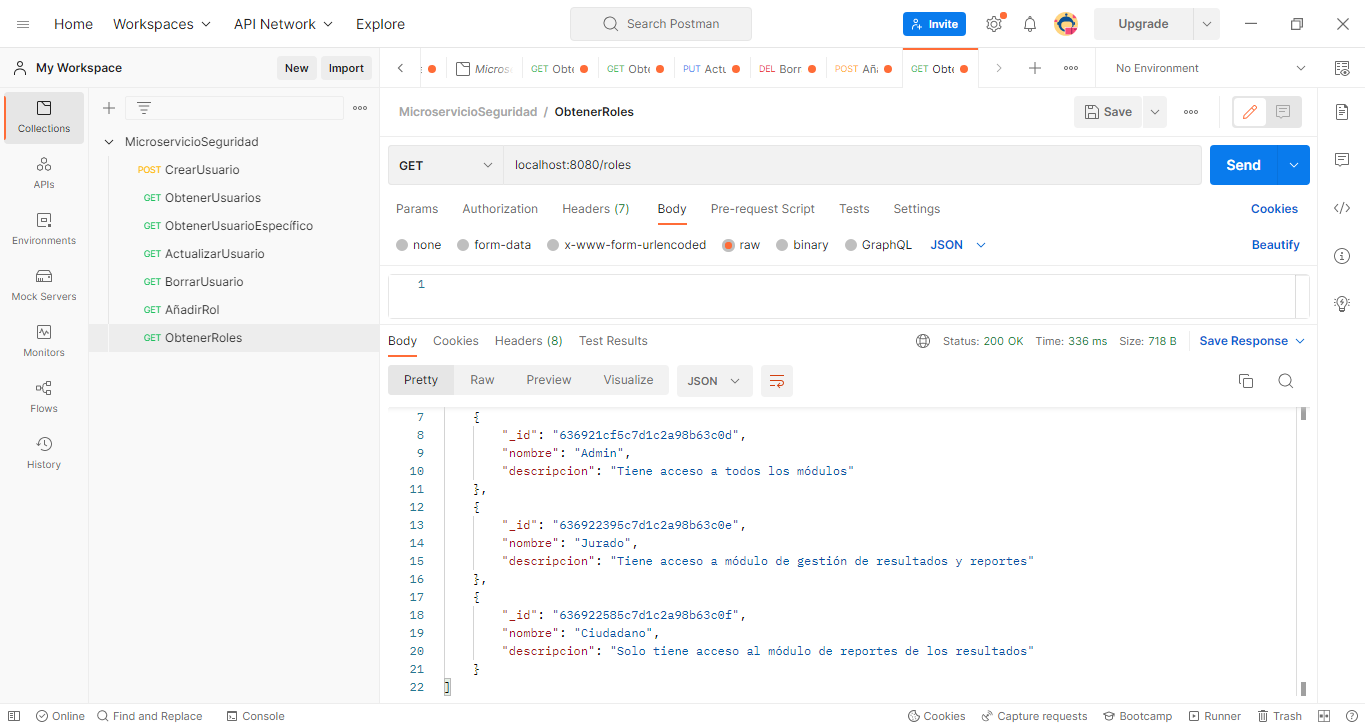 Home Workspaces API Network Explore Search Postman Invite Upgrade
My Workspace New Import Micros GET Obte GET Obte PUT Actu DEL Borr POST Aña GET Obte No Environment
Collections
APIs
Environments
Mock Servers
Monitors
Flows
History
MicroservicioSeguridad
POST CrearUsuario
GET ObtenerUsuarios
GET ObtenerUsuarioEspecífico
GET ActualizarUsuario
GET BorrarUsuario
GET AñadirRol
GET ObtenerRoles
MicroservicioSeguridad / ObtenerRoles Save
GET localhost:8080/roles Send
Params Authorization Headers (7) Body Pre-request Script Tests Settings Cookies
none form-data x-www-form-urlencoded raw binary GraphQL JSON Beautify
1
Body Cookies Headers (8) Test Results Status: 200 OK Time: 336 ms Size: 718 B Save Response
Pretty Raw Preview Visualize JSON
7 {
8 "_id": "636921cf5c7d1c2a98b63c0d",
9 "nombre": "Admin",
10 "descripcion": "Tiene acceso a todos los módulos"
11 },
12 {
13 "_id": "636922395c7d1c2a98b63c0e",
14 "nombre": "Jurado",
15 "descripcion": "Tiene acceso a módulo de gestión de resultados y reportes"
16 },
17 {
18 "_id": "636922585c7d1c2a98b63c0f",
19 "nombre": "Ciudadano",
20 "descripcion": "Solo tiene acceso al módulo de reportes de los resultados"
21 }
22 ]
Online Find and Replace Console Cookies Capture requests Bootcamp Runner Trash